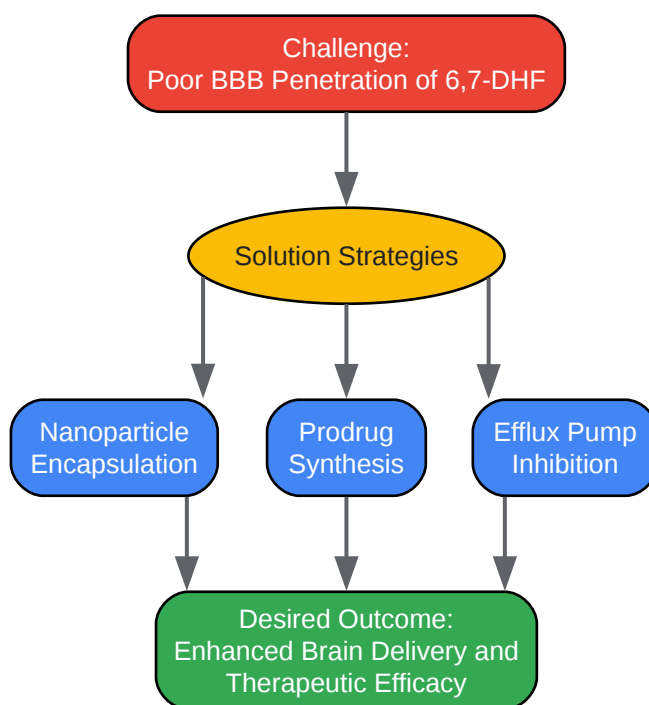 Challenge:
Poor BBB Penetration of 6,7-DHF
Solution Strategies
Nanoparticle
Encapsulation
Prodrug
Synthesis
Efflux Pump
Inhibition
Desired Outcome:
Enhanced Brain Delivery and
Therapeutic Efficacy